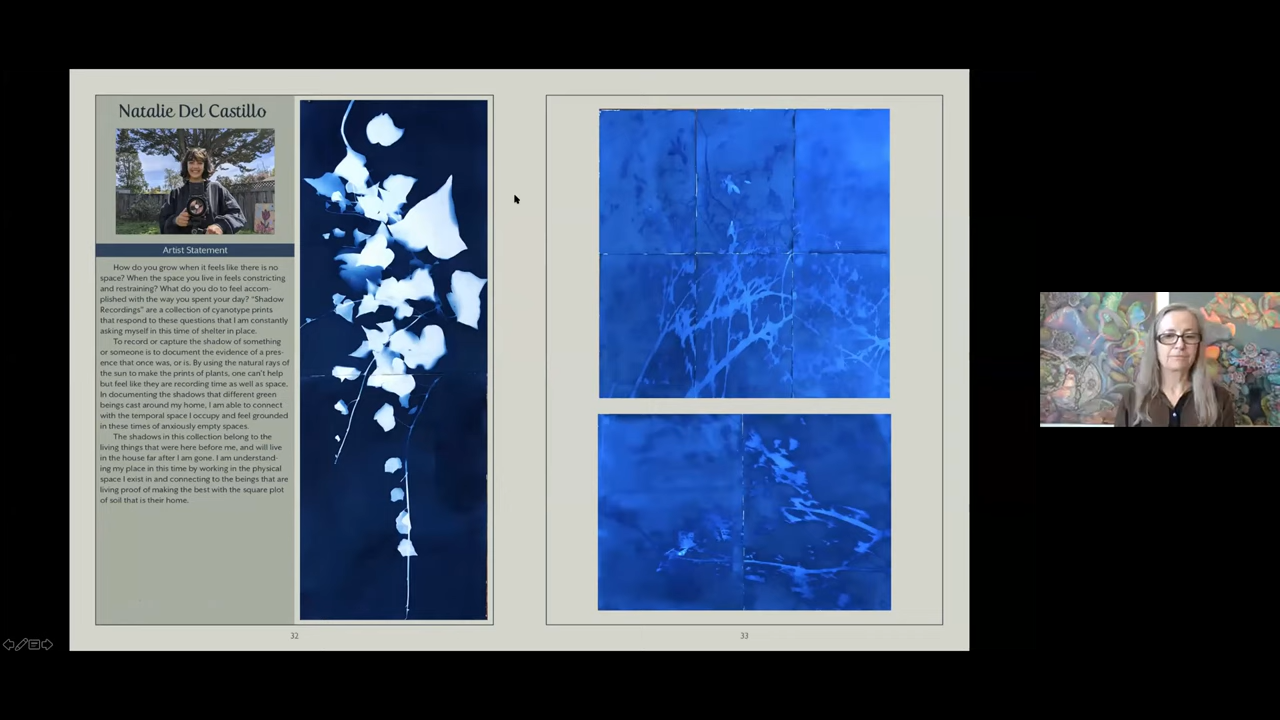 Natalie Del Castillo
Artist Statement
How do you grow when it feels like there is no
space? When the space you live in feels constricting
and restraining? What do you do to feel accom-
plished with the way you spent your day? “Shadow
Recordings” are a collection of cyanotype prints
that respond to these questions that I am constantly
asking myself in this time of shelter in place.
To record or capture the shadow of something
or someone is to document the evidence of a pres-
ence that once was, or is. By using the natural rays of
the sun to make the prints of plants, one can’t help
but feel like they are recording time as well as space.
In documenting the shadows that different green
beings cast around my home, I am able to connect
with the temporal space I occupy and feel grounded
in these times of anxiously empty spaces.
The shadows in this collection belong to the
living things that were here before me, and will live
in the house far after I am gone. I am understand-
ing my place in this time by working in the physical
space I exist in and connecting to the beings that are
living proof of making the best with the square plot
of soil that is their home.
32
33